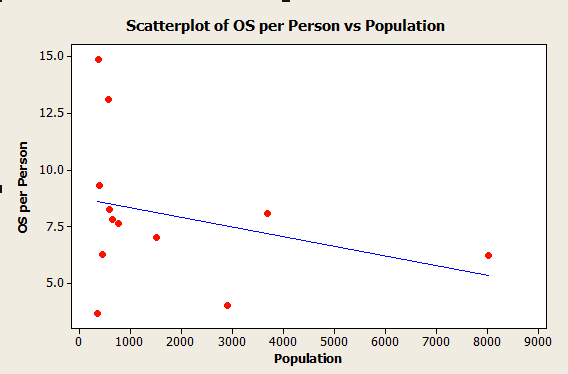 Scatterplot of OS per Person vs Population
15.0
12.5
10.0
7.5
5.0
OS per Person
0 1000 2000 3000 4000 5000 6000 7000 8000 9000
Population